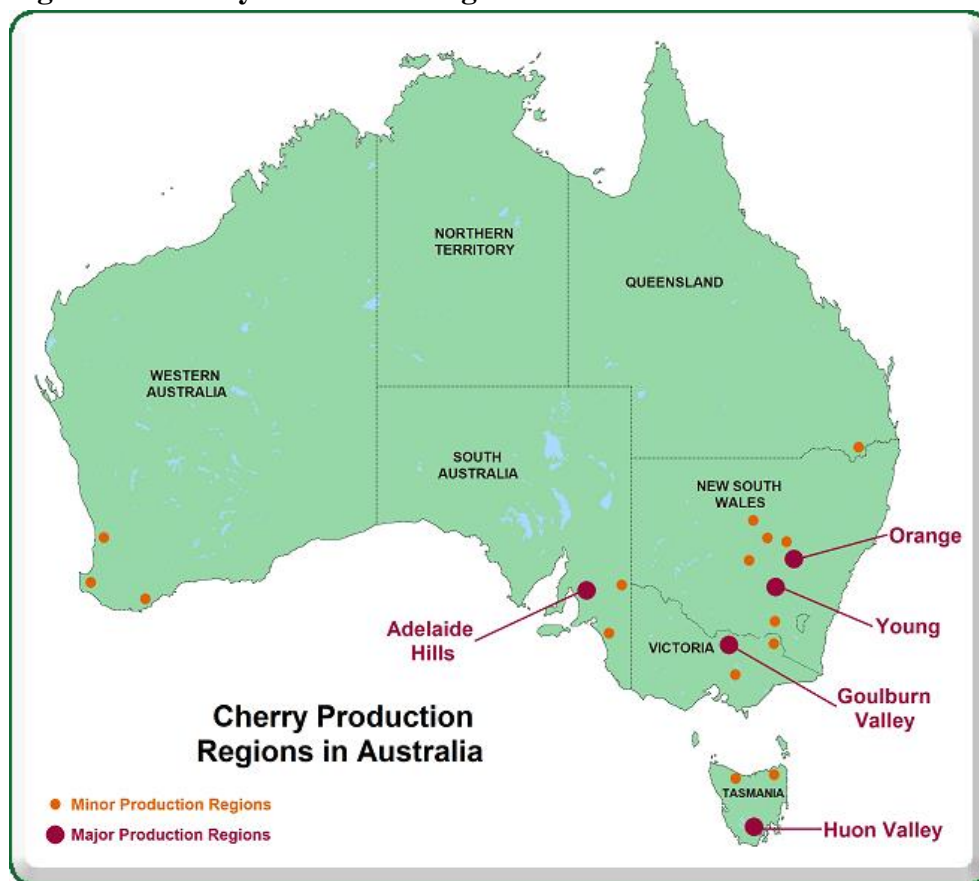 NORTHERN
TERRITORY
QUEENSLAND
WESTERN
AUSTRALIA
SOUTH
AUSTRALIA
NEW SOUTH
WALES
Orange
Young
Adelaide
Hills
VICTORIA
Goulburn
Valley
Cherry Production
Regions in Australia
TASMANIA
Minor Production Regions
Major Production Regions
Huon Valley